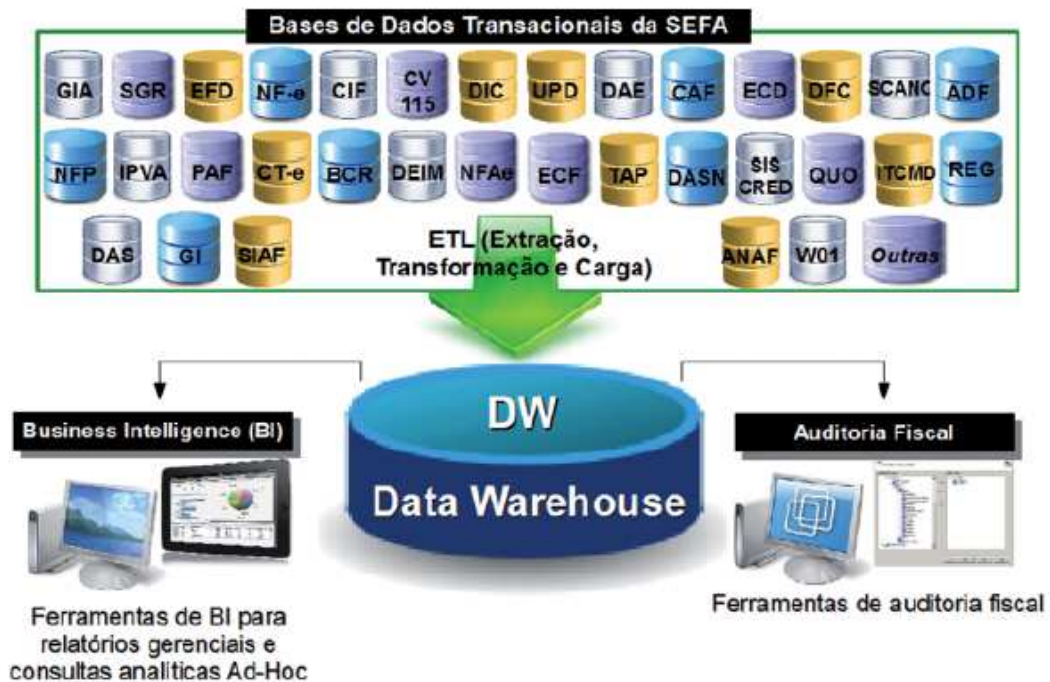 Bases de Dados Transacionais da SEFA
GIA SGR EFD NF-e CIF CV 115 DIC UPD DAE CAF ECD DFC SCANC ADF
NFP IPVA PAF CT-e BCR DEIM NFAe ECF TAP DASN SIS CRED QUO ITCMD REG
DAS GI SIAF ANAF W01 Outras
ETL (Extração,
Transformação e Carga)
DW
Data Warehouse
Business Intelligence (BI)
Ferramentas de BI para
relatórios gerenciais e
consultas analíticas Ad-Hoc
Auditoria Fiscal
Ferramentas de auditoria fiscal